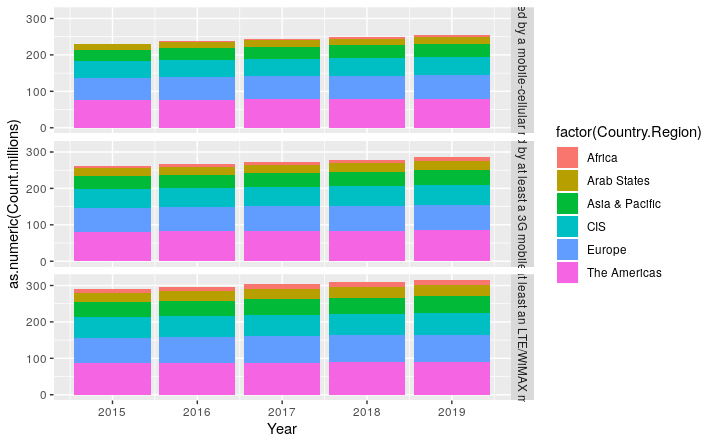 300
200
100
0
ed by a mobile-cellular
300
200
100
0
by at least a 3G mobile
300
200
100
0
t least an LTE/WIMAX m
2015 2016 2017 2018 2019
Year
as.numeric(Count.millions)
factor(Country.Region)
Africa
Arab States
Asia & Pacific
CIS
Europe
The Americas